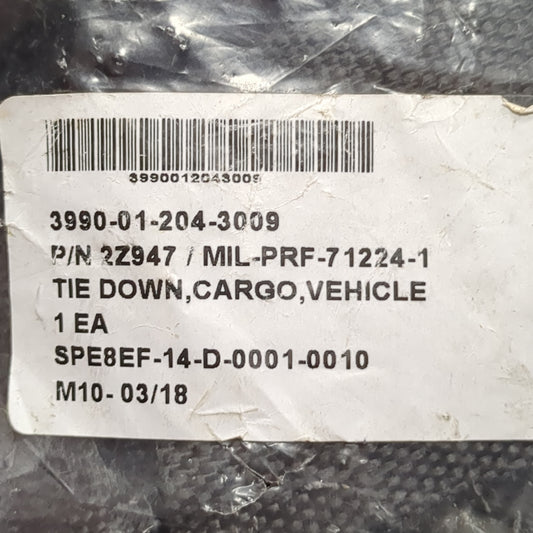 3990012043009
3990-01-204-3009
P/N 2Z947 / MIL-PRF-71224-1
TIE DOWN,CARGO,VEHICLE
1 EA
SPE8EF-14-D-0001-0010
M10- 03/18